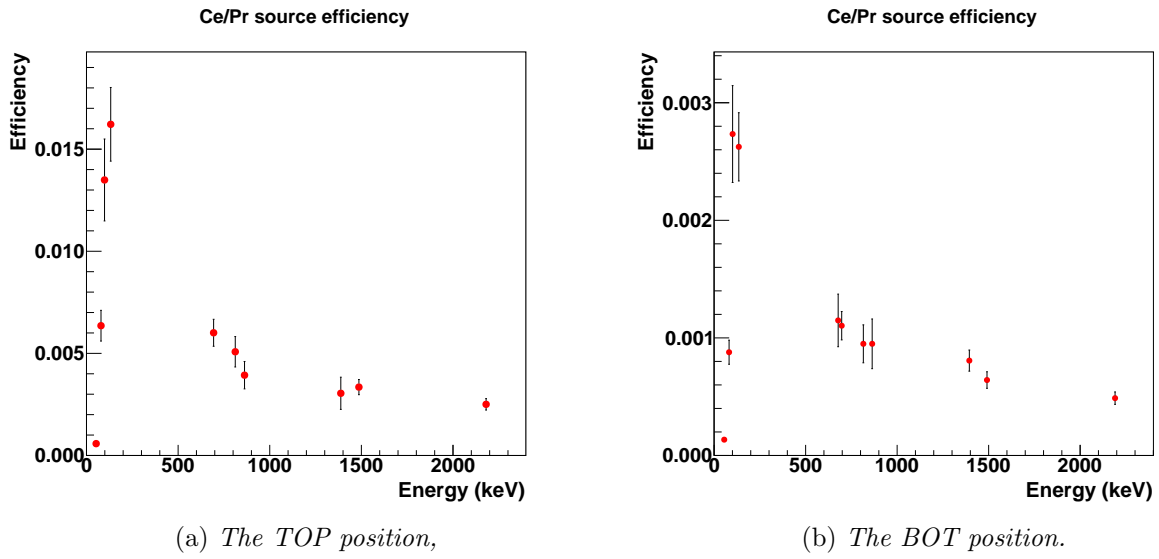 Ce/Pr source efficiency
Efficiency
0.015
0.010
0.005
0.000
0 500 1000 1500 2000
Energy (keV)
(a) The TOP position,
Ce/Pr source efficiency
Efficiency
0.003
0.002
0.001
0.000
0 500 1000 1500 2000
Energy (keV)
(b) The BOT position.